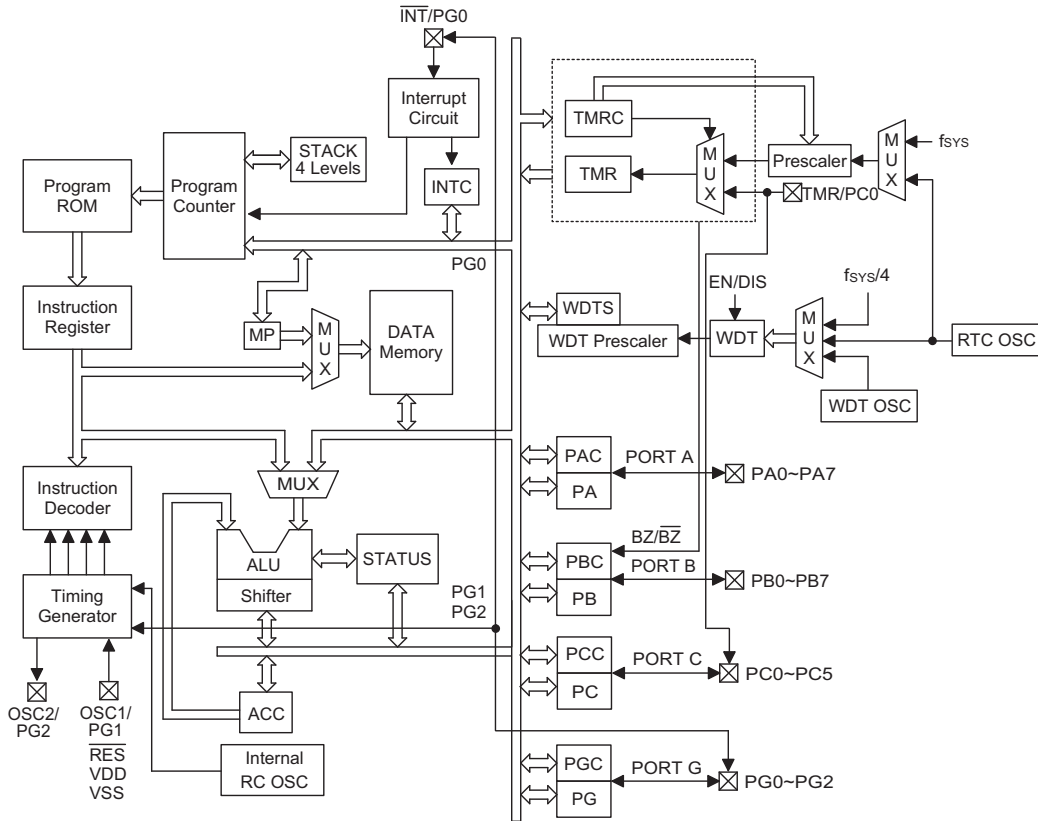 I̅N̅T̅/PG0
Interrupt
Circuit
STACK
4 Levels
Program
ROM
Program
Counter
INTC
PG0
TMRC
TMR
M
U
X
Prescaler
M
U
X
fSYS
TMR/PC0
Instruction
Register
MP
M
U
X
DATA
Memory
WDTS
WDT Prescaler
EN/DIS
WDT
M
U
X
fSYS/4
RTC OSC
WDT OSC
MUX
Instruction
Decoder
ALU
Shifter
STATUS
PG1
PG2
Timing
Generator
OSC2/
PG2
OSC1/
PG1
R̅E̅S̅
VDD
VSS
ACC
Internal
RC OSC
PAC
PA
PORT A
PA0~PA7
BZ/B̅Z̅
PBC
PB
PORT B
PB0~PB7
PCC
PC
PORT C
PC0~PC5
PGC
PG
PORT G
PG0~PG2